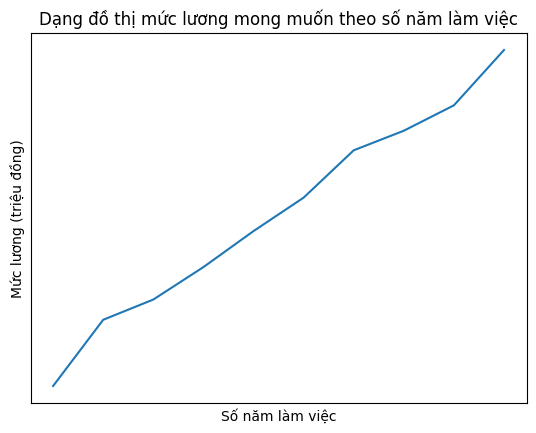 Dạng đồ thị mức lương mong muốn theo số năm làm việc
Mức lương (triệu đồng)
Số năm làm việc